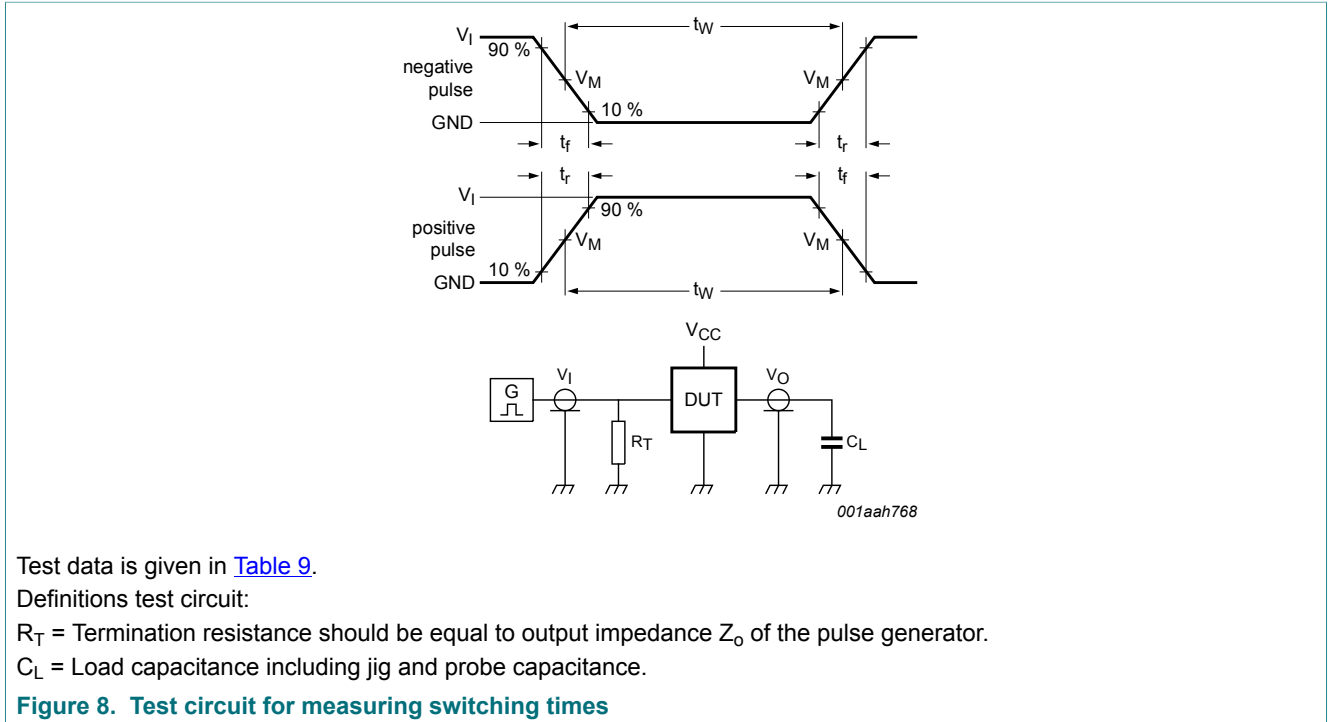 V_I
90 %
t_W
negative
pulse
V_M
V_M
10 %
GND
t_f
t_r
t_r
t_f
V_I
90 %
positive
pulse
V_M
V_M
10 %
GND
t_W
V_CC
G
V_I
DUT
V_O
R_T
C_L
001aah768
Test data is given in Table 9.
Definitions test circuit:
R_T = Termination resistance should be equal to output impedance Z_o of the pulse generator.
C_L = Load capacitance including jig and probe capacitance.
Figure 8. Test circuit for measuring switching times